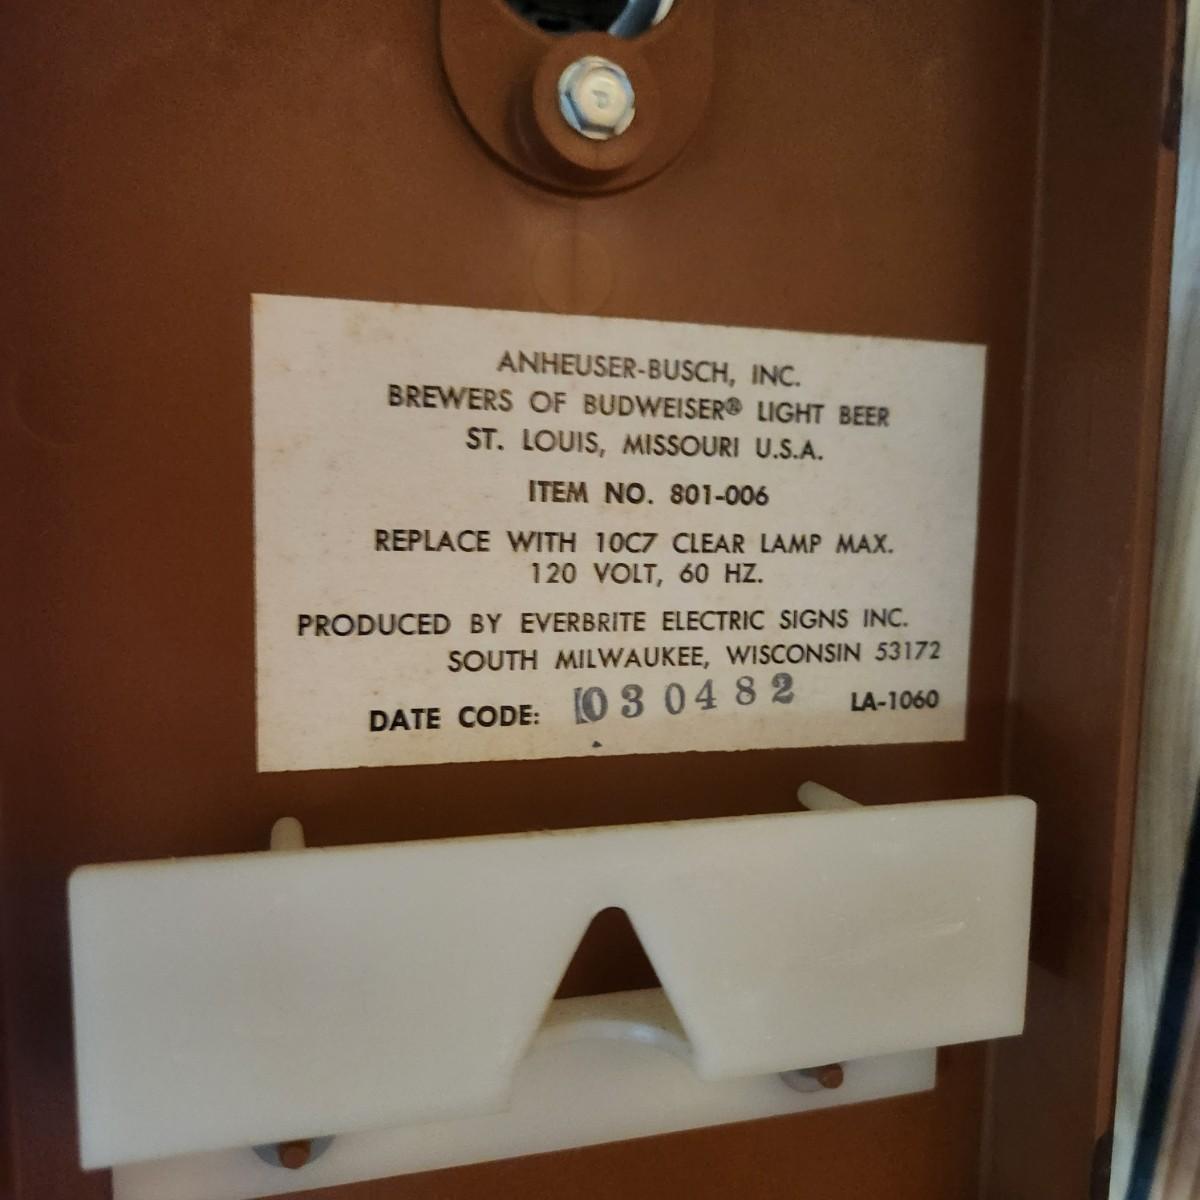 ANHEUSER-BUSCH, INC.
BREWERS OF BUDWEISER® LIGHT BEER
ST. LOUIS, MISSOURI U.S.A.
ITEM NO. 801-006
REPLACE WITH 10C7 CLEAR LAMP MAX.
120 VOLT, 60 HZ.
PRODUCED BY EVERBRITE ELECTRIC SIGNS INC.
SOUTH MILWAUKEE, WISCONSIN 53172
DATE CODE: 030482 LA-1060